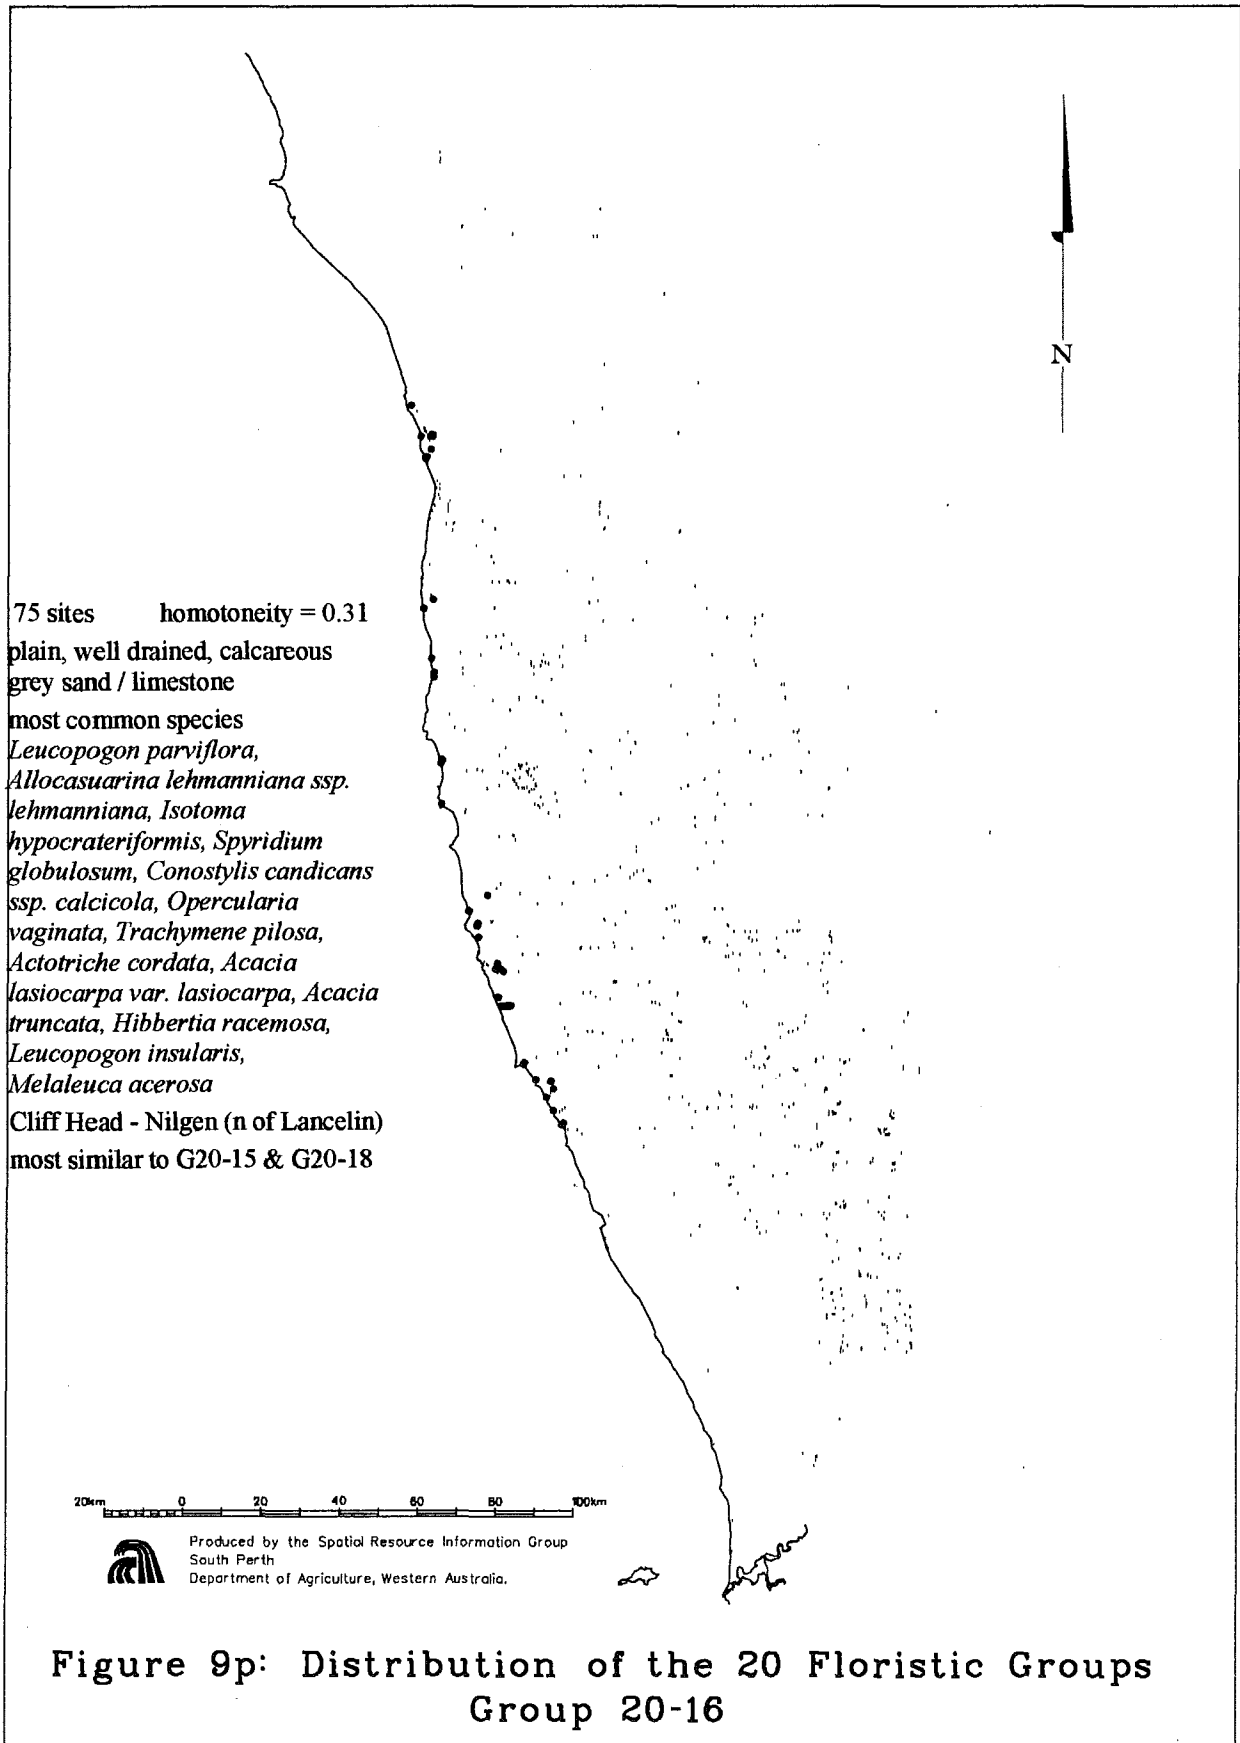 N
75 sites homotoneity = 0.31
plain, well drained, calcareous
grey sand / limestone
most common species
Leucopogon parviflora,
Allocasuarina lehmanniana ssp.
lehmanniana, Isotoma
hypocrateriformis, Spyridium
globulosum, Conostylis candicans
ssp. calcicola, Opercularia
vaginata, Trachymene pilosa,
Actotriche cordata, Acacia
lasiocarpa var. lasiocarpa, Acacia
truncata, Hibbertia racemosa,
Leucopogon insularis,
Melaleuca acerosa
Cliff Head - Nilgen (n of Lancelin)
most similar to G20-15 & G20-18
20km 0 20 40 60 80 100km
Produced by the Spatial Resource Information Group
South Perth
Department of Agriculture, Western Australia.
Figure 9p: Distribution of the 20 Floristic Groups
Group 20-16